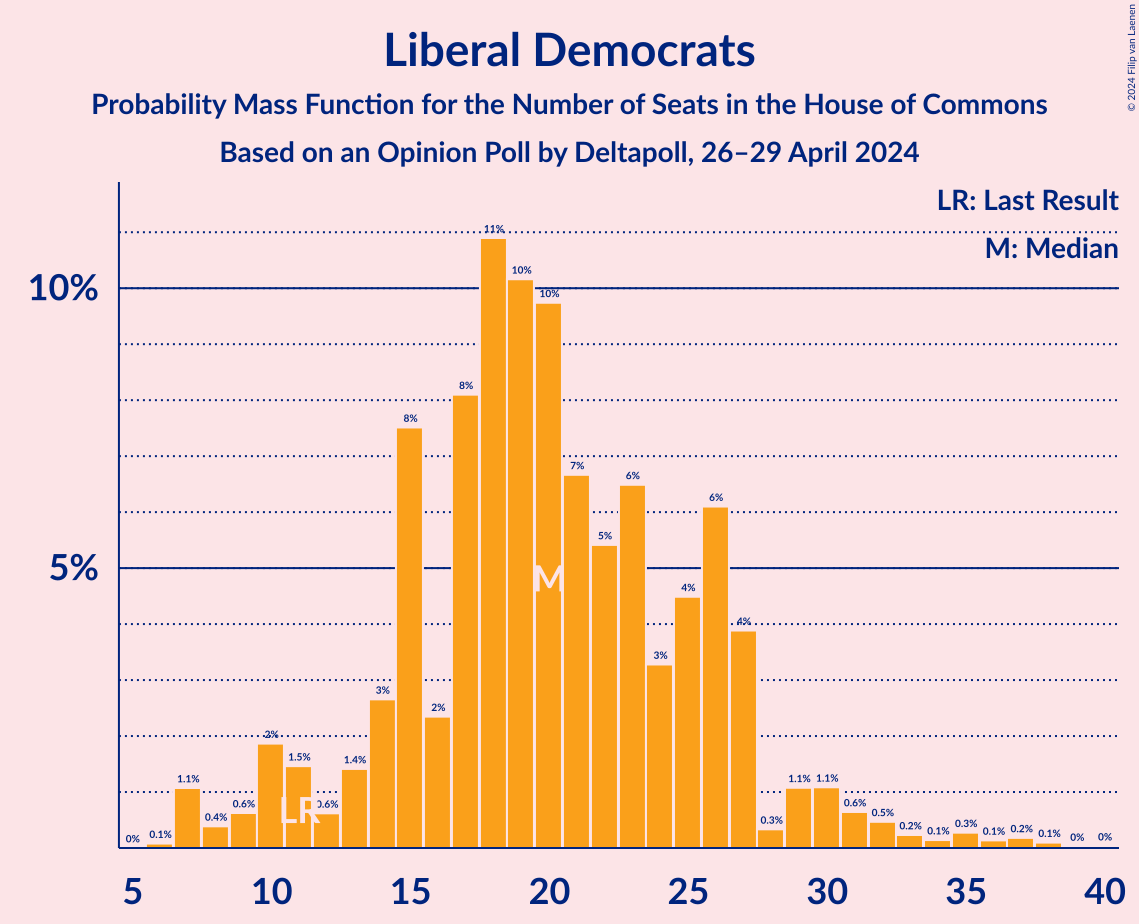 © 2024 Filip van Laenen
Liberal Democrats
Probability Mass Function for the Number of Seats in the House of Commons
Based on an Opinion Poll by Deltapoll, 26–29 April 2024
LR: Last Result
M: Median
10%
5%
0% 0.1% 1.1% 0.4% 0.6% 2% 1.5% 0.6% 1.4% 3% 8% 2% 8% 11% 10% 10% 7% 5% 6% 3% 4% 6% 4% 0.3% 1.1% 1.1% 0.6% 0.5% 0.2% 0.1% 0.3% 0.1% 0.2% 0.1% 0% 0%
M
LR
5 10 15 20 25 30 35 40